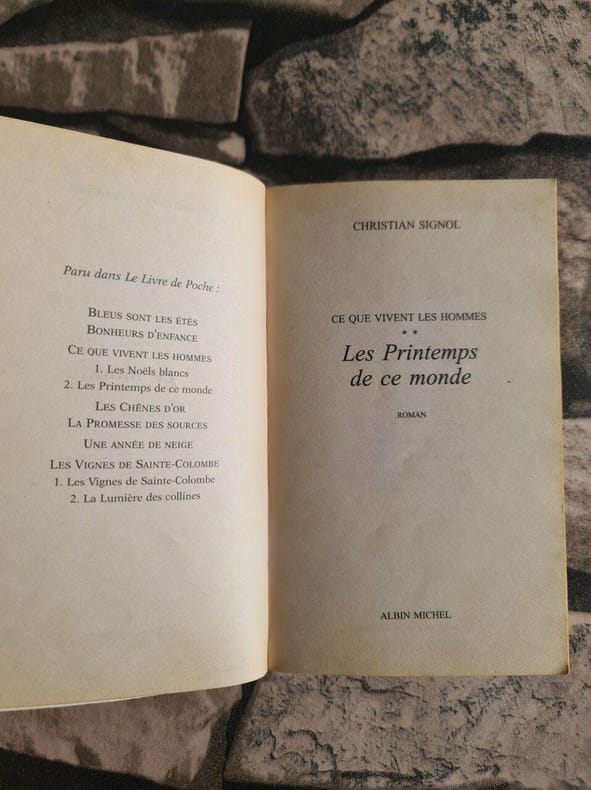 Paru dans Le Livre de Poche :
BLEUS SONT LES ÉTÉS
BONHEURS D'ENFANCE
CE QUE VIVENT LES HOMMES
1. Les Noëls blancs
2. Les Printemps de ce monde
LES CHÊNES D'OR
LA PROMESSE DES SOURCES
UNE ANNÉE DE NEIGE
LES VIGNES DE SAINTE-COLOMBE
1. Les Vignes de Sainte-Colombe
2. La Lumière des collines
CHRISTIAN SIGNOL
CE QUE VIVENT LES HOMMES
**
Les Printemps
de ce monde
ROMAN
ALBIN MICHEL